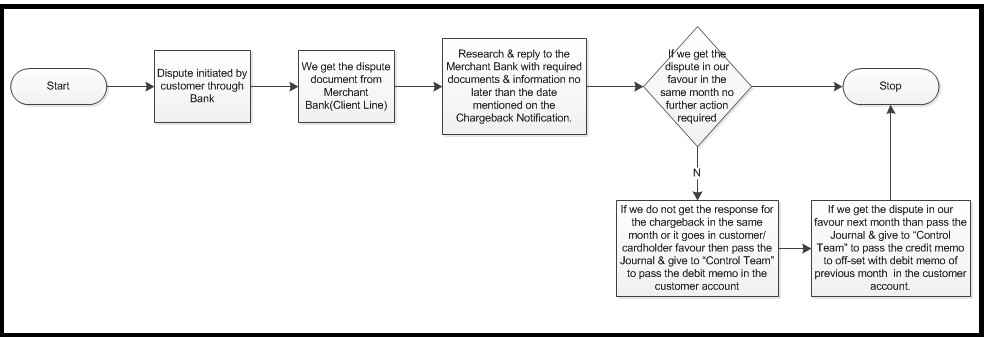 Start
Dispute initiated by
customer through
Bank
We get the dispute
document from
Merchant
Bank(Client Line)
Research & reply to the
Merchant Bank with required
documents & information no
later than the date
mentioned on the
Chargeback Notification.
If we get the
dispute in our
favour in the
same month no
further action
required
Stop
N
If we do not get the response for
the chargeback in the same
month or it goes in customer/
cardholder favour then pass the
Journal & give to “Control Team”
to pass the debit memo in the
customer account
If we get the dispute in our
favour next month than pass the
Journal & give to “Control
Team” to pass the credit memo
to off-set with debit memo of
previous month in the customer
account.